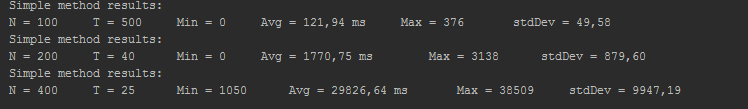 Simple method results:
N = 100 T = 500 Min = 0 Avg = 121,94 ms Max = 376 stdDev = 49,58
Simple method results:
N = 200 T = 40 Min = 0 Avg = 1770,75 ms Max = 3138 stdDev = 879,60
Simple method results:
N = 400 T = 25 Min = 1050 Avg = 29826,64 ms Max = 38509 stdDev = 9947,19